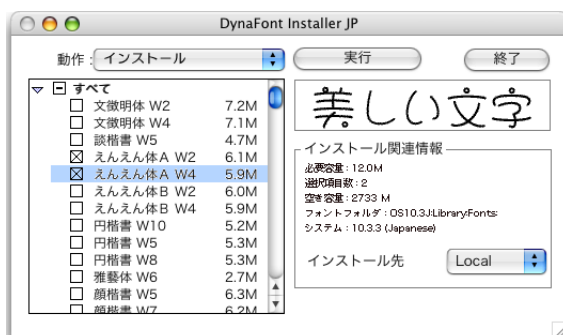 DynaFont Installer JP
動作 : インストール
実行
終了
すべて
文徴明体 W2 7.2M
文徴明体 W4 7.1M
談楷書 W5 4.7M
えんえん体A W2 6.1M
えんえん体A W4 5.9M
えんえん体B W2 6.0M
えんえん体B W4 5.9M
円楷書 W10 5.2M
円楷書 W5 5.3M
円楷書 W8 5.3M
雅藝体 W6 2.7M
顔楷書 W5 6.3M
顔楷書 W7 6.2M
美しい文字
インストール関連情報
必要容量 : 12.0M
選択項目数 : 2
空き容量 : 2733 M
フォントフォルダ : OS10.3J:Library:Fonts:
システム : 10.3.3 (Japanese)
インストール先 Local